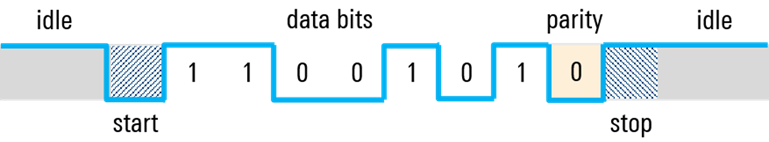 idle data bits parity idle
1 1 0 0 1 0 1 0
start stop